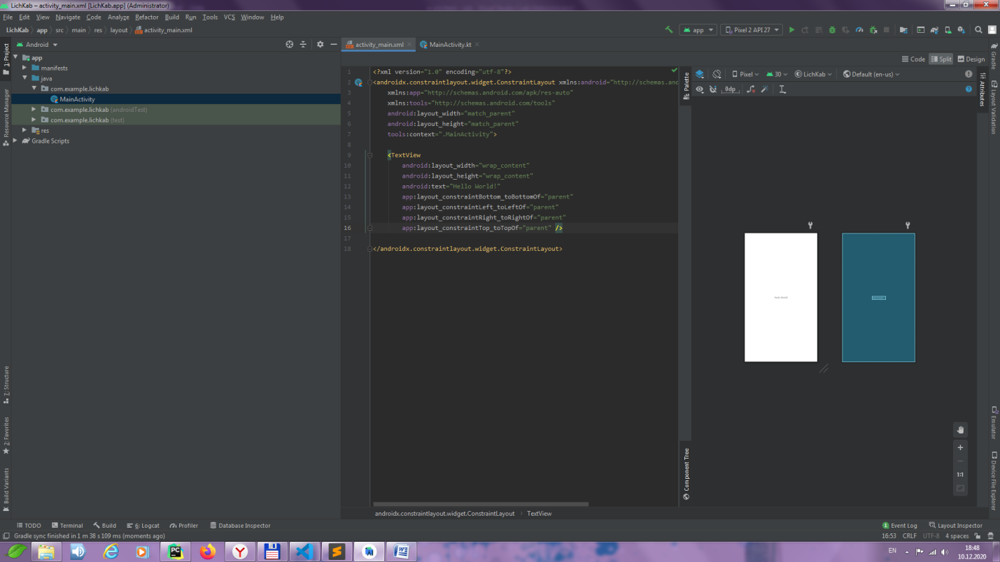 LichKab – activity_main.xml [LichKab.app] (Administrator)
File Edit View Navigate Code Analyze Refactor Build Run Tools VCS Window Help
LichKab app src main res layout activity_main.xml
app Pixel 2 API 27
1: Project
Resource Manager
7: Structure
2: Favorites
Build Variants
Android
app
manifests
java
com.example.lichkab
MainActivity
com.example.lichkab (androidTest)
com.example.lichkab (test)
res
Gradle Scripts
activity_main.xml MainActivity.kt
Code Split Design
1 <?xml version="1.0" encoding="utf-8"?>
2 <androidx.constraintlayout.widget.ConstraintLayout xmlns:android="http://schemas.and
3 xmlns:app="http://schemas.android.com/apk/res-auto"
4 xmlns:tools="http://schemas.android.com/tools"
5 android:layout_width="match_parent"
6 android:layout_height="match_parent"
7 tools:context=".MainActivity">
8
9 <TextView
10 android:layout_width="wrap_content"
11 android:layout_height="wrap_content"
12 android:text="Hello World!"
13 app:layout_constraintBottom_toBottomOf="parent"
14 app:layout_constraintLeft_toLeftOf="parent"
15 app:layout_constraintRight_toRightOf="parent"
16 app:layout_constraintTop_toTopOf="parent" />
17
18 </androidx.constraintlayout.widget.ConstraintLayout>
androidx.constraintlayout.widget.ConstraintLayout TextView
Palette
Component Tree
Pixel 30 LichKab Default (en-us)
0dp
Hello World!
1:1
Attributes
Gradle
Layout Validation
Emulator
Device File Explorer
TODO Terminal Build 6: Logcat Profiler Database Inspector
1 Event Log Layout Inspector
Gradle sync finished in 1 m 38 s 109 ms (moments ago)
16:53 CRLF UTF-8 4 spaces
PC
EN
18:48
10.12.2020